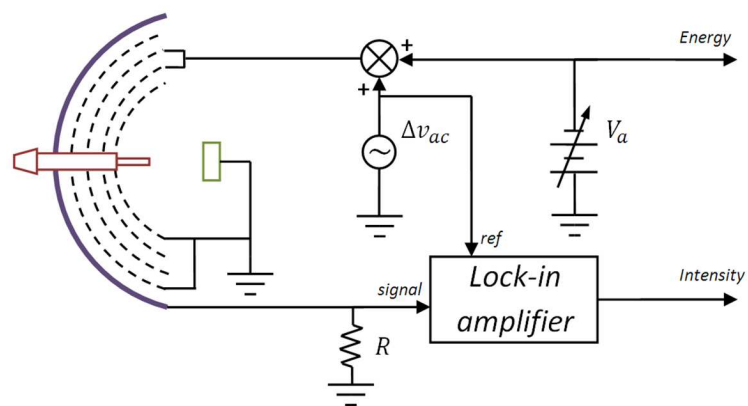 +
Energy
+
Δv_ac
V_a
ref
Lock-in
amplifier
signal
Intensity
R